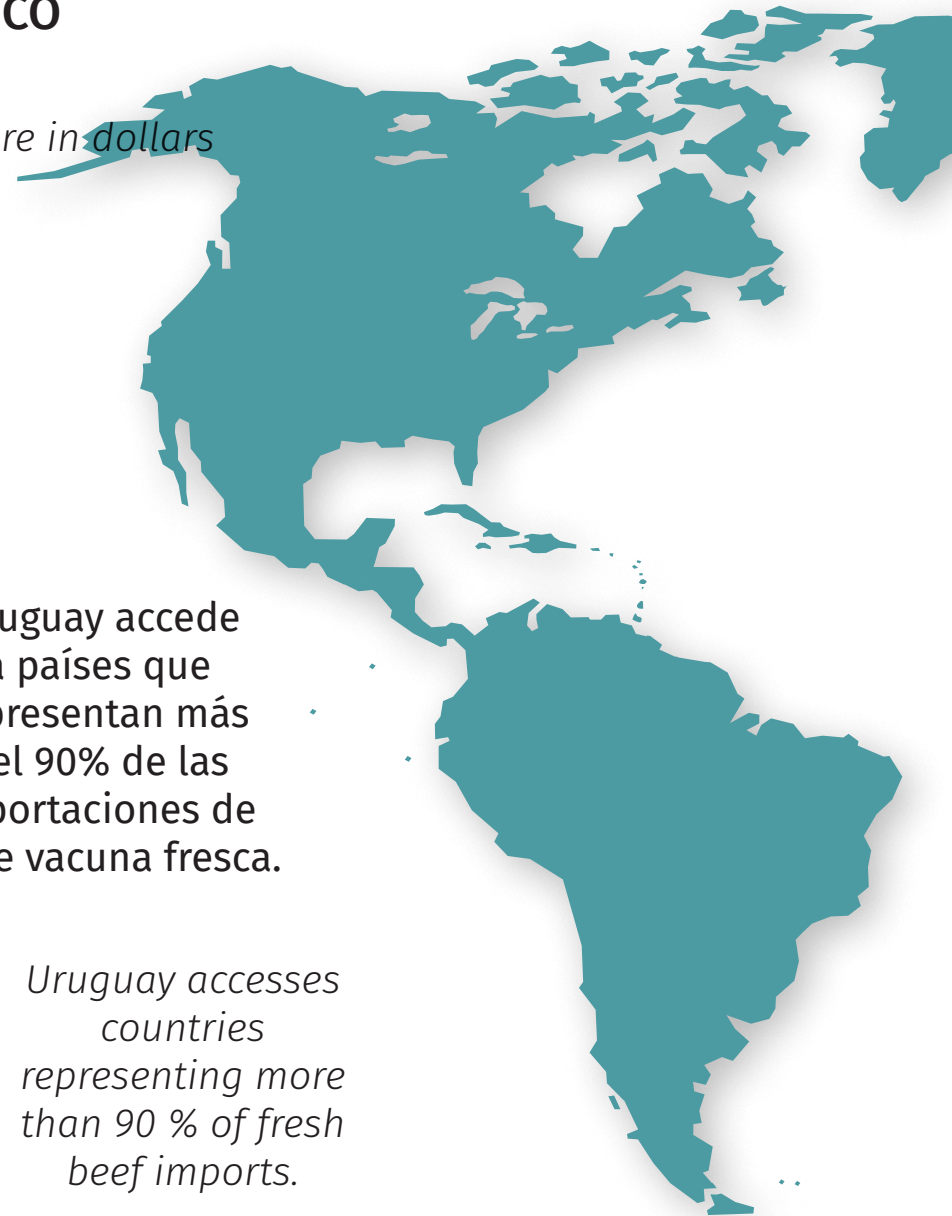 co
re in dollars
uguay accede
a países que
presentan más
el 90% de las
portaciones de
e vacuna fresca.
Uruguay accesses
countries
representing more
than 90 % of fresh
beef imports.